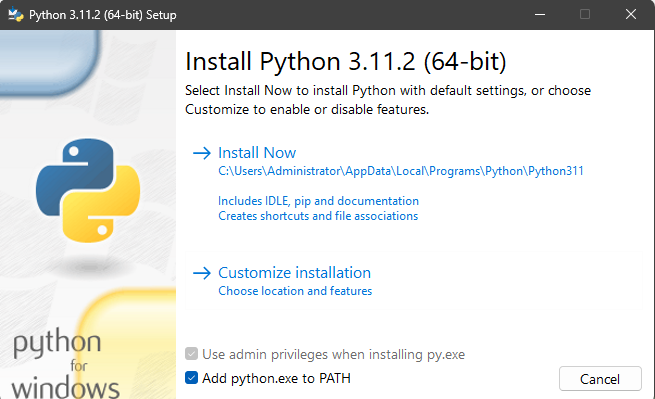 Python 3.11.2 (64-bit) Setup
Install Python 3.11.2 (64-bit)
Select Install Now to install Python with default settings, or choose
Customize to enable or disable features.
Install Now
C:\Users\Administrator\AppData\Local\Programs\Python\Python311
Includes IDLE, pip and documentation
Creates shortcuts and file associations
Customize installation
Choose location and features
python
for
windows
Use admin privileges when installing py.exe
Add python.exe to PATH
Cancel